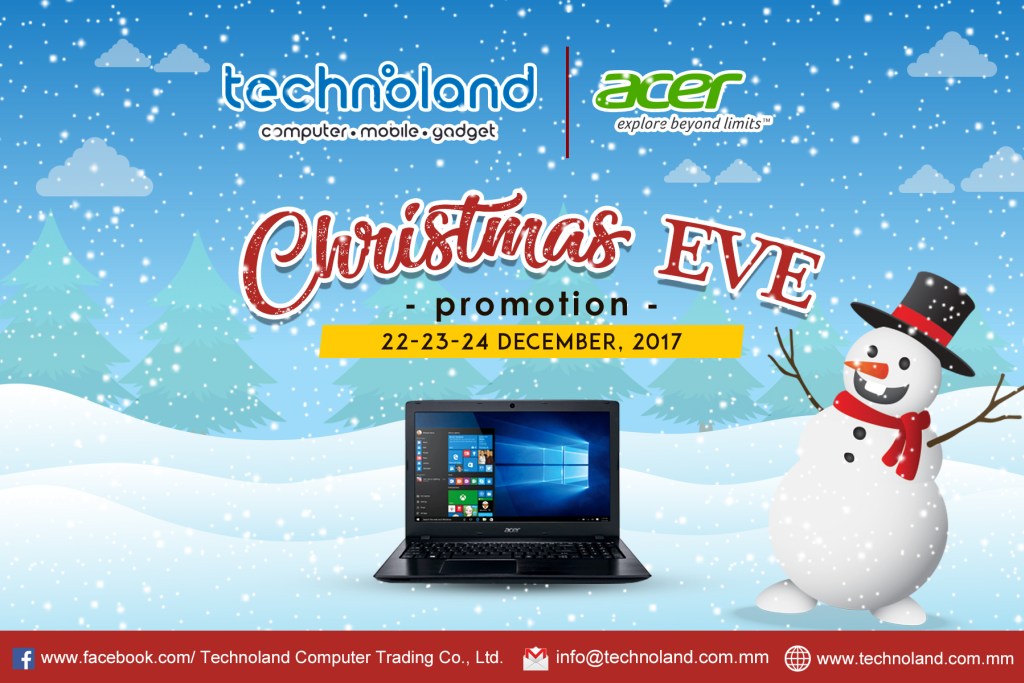 technoland
computer • mobile • gadget
acer
explore beyond limits™
Christmas EVE
- promotion -
22-23-24 DECEMBER, 2017
acer
www.facebook.com/ Technoland Computer Trading Co., Ltd.
info@technoland.com.mm
www.technoland.com.mm